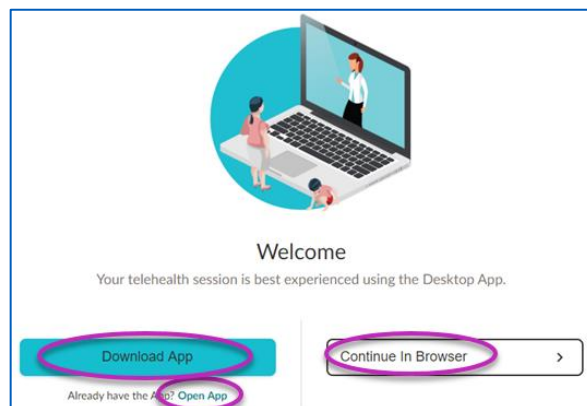 Welcome
Your telehealth session is best experienced using the Desktop App.
Download App
Already have the App? Open App
Continue In Browser >